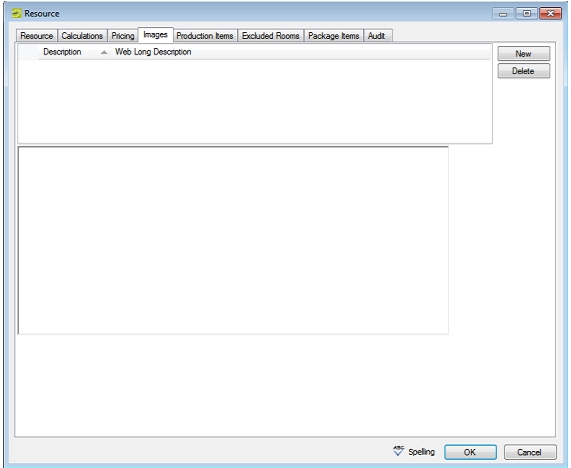 Resource
Resource Calculations Pricing Images Production Items Excluded Rooms Package Items Audit
Description Web Long Description
New
Delete
ABC Spelling OK Cancel